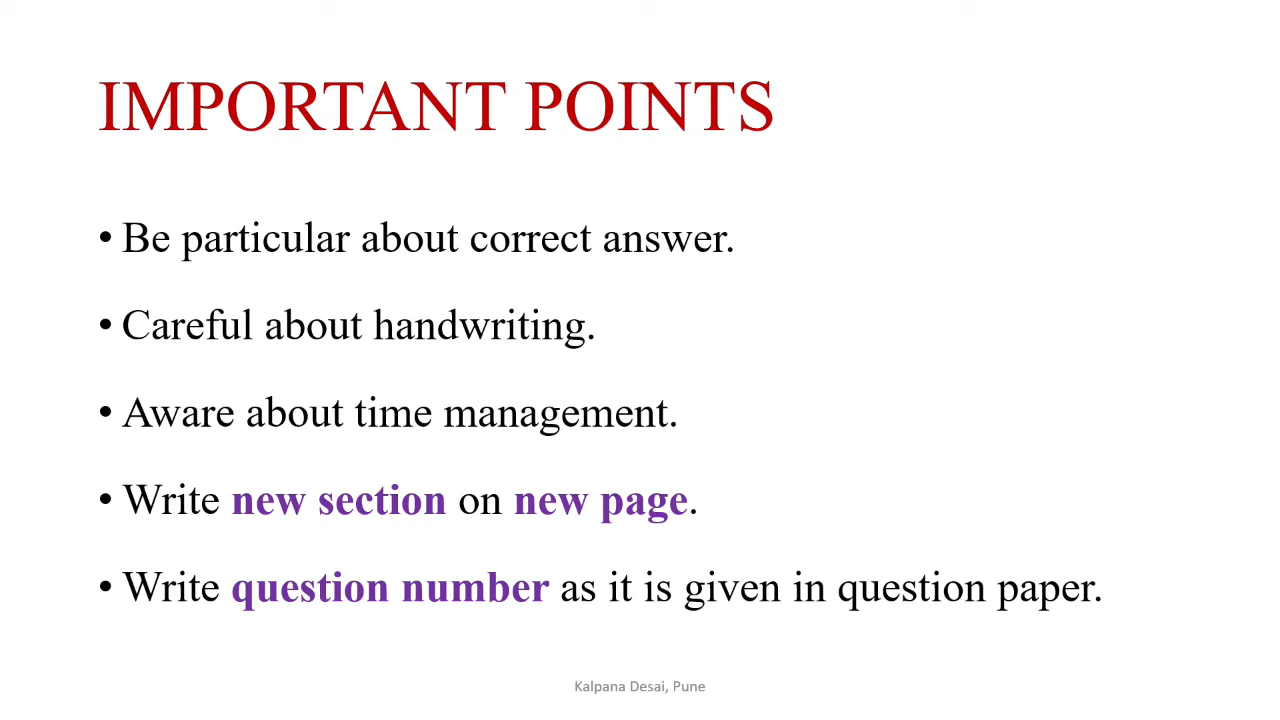 IMPORTANT POINTS
• Be particular about correct answer.
• Careful about handwriting.
• Aware about time management.
• Write new section on new page.
• Write question number as it is given in question paper.
Kalpana Desai, Pune